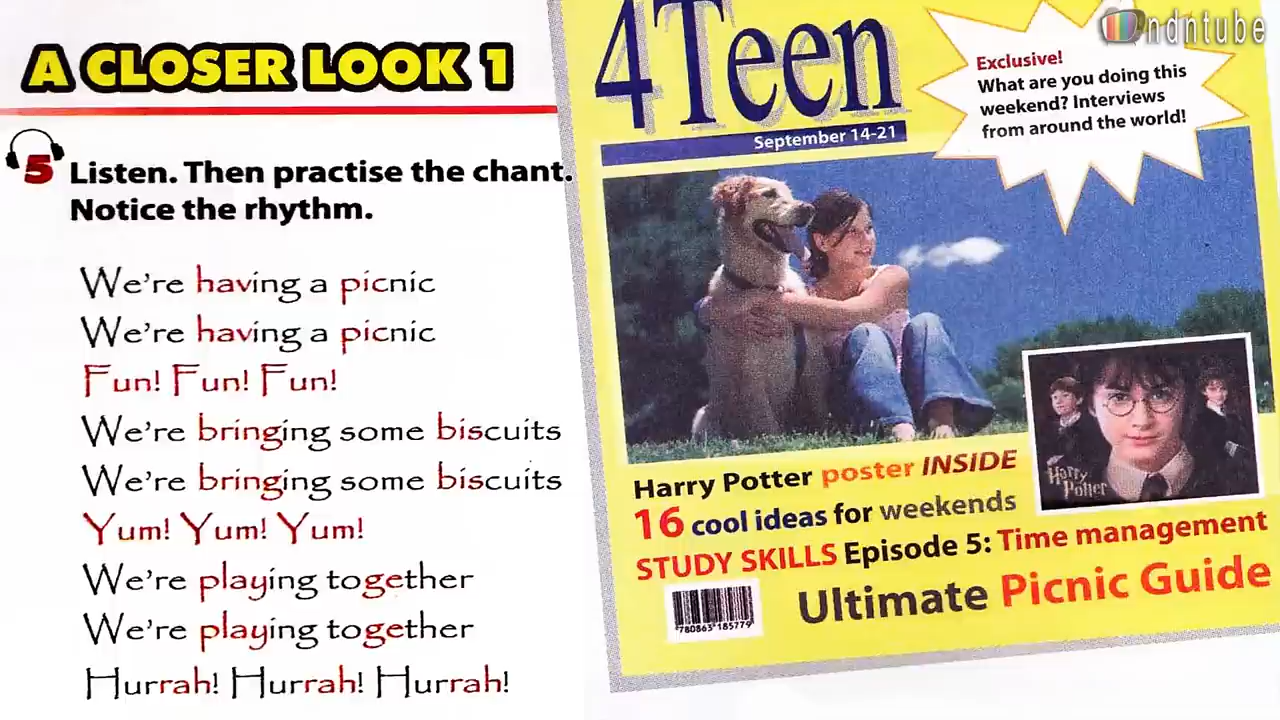 A CLOSER LOOK 1
5 Listen. Then practise the chant.
Notice the rhythm.
We're having a picnic
We're having a picnic
Fun! Fun! Fun!
We're bringing some biscuits
We're bringing some biscuits
Yum! Yum! Yum!
We're playing together
We're playing together
Hurrah! Hurrah! Hurrah!
4Teen
September 14-21
Exclusive!
What are you doing this
weekend? Interviews
from around the world!
ndntube
Harry
Potter
Harry Potter poster INSIDE
16 cool ideas for weekends
STUDY SKILLS Episode 5: Time management
Ultimate Picnic Guide
780863 185779